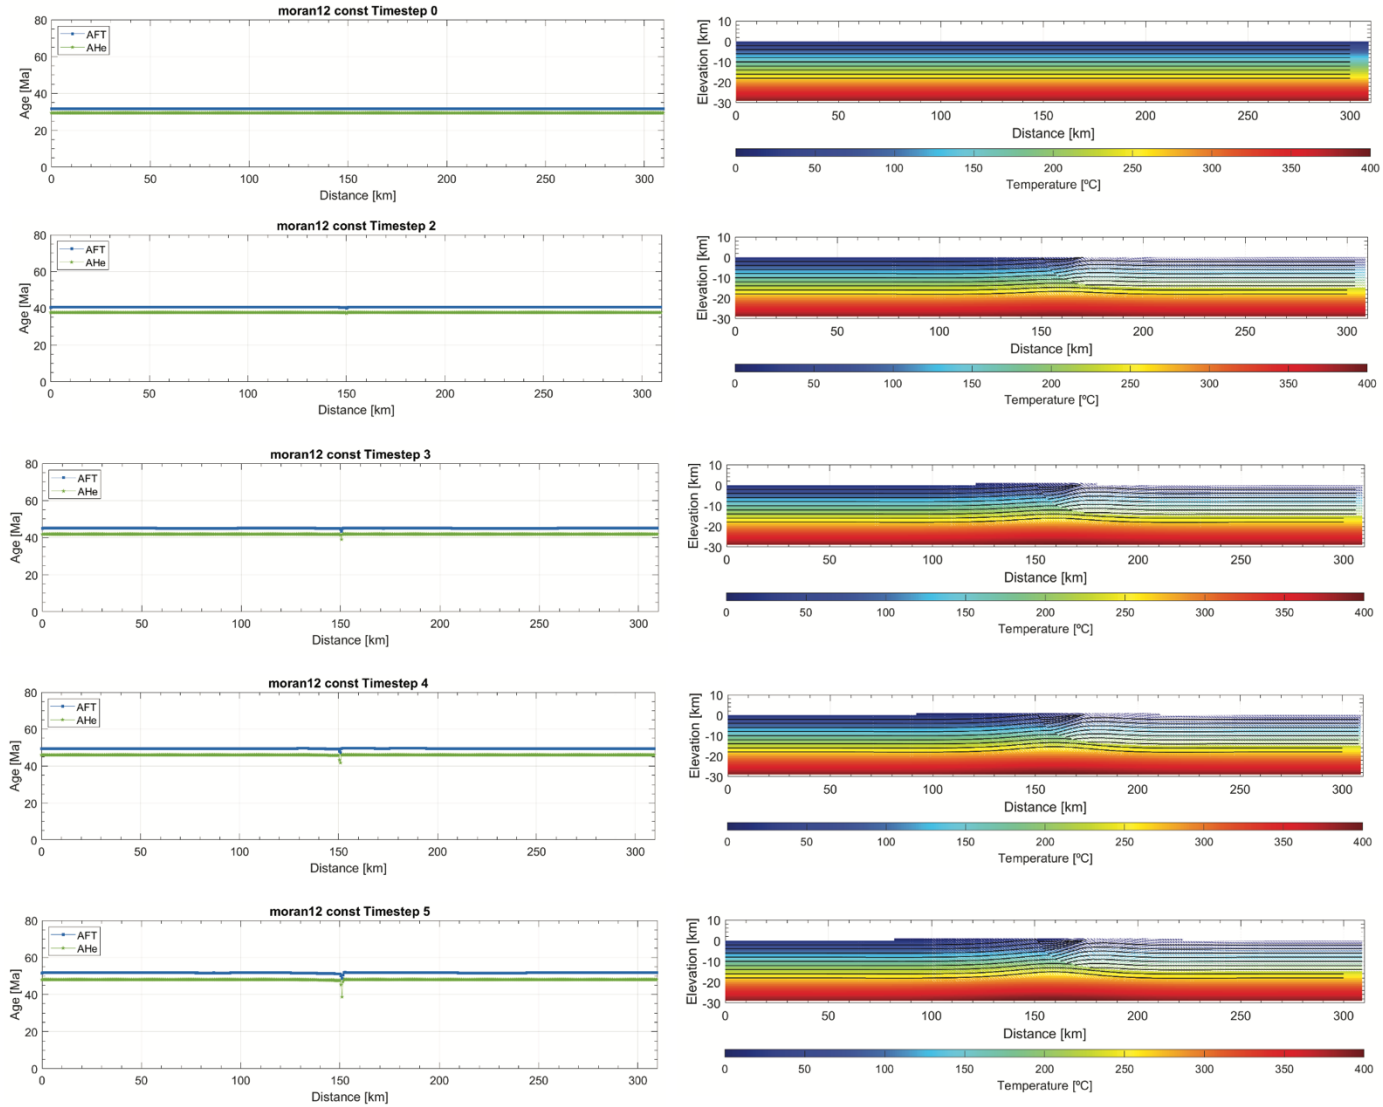 moran12 const Timestep 0
AFT
AHe
Age [Ma]
80
60
40
20
0
0 50 100 150 200 250 300
Distance [km]
Elevation [km]
10
0
-10
-20
-30
0 50 100 150 200 250 300
Distance [km]
0 50 100 150 200 250 300 350 400
Temperature [ºC]
moran12 const Timestep 2
AFT
AHe
Age [Ma]
80
60
40
20
0
0 50 100 150 200 250 300
Distance [km]
Elevation [km]
10
0
-10
-20
-30
0 50 100 150 200 250 300
Distance [km]
0 50 100 150 200 250 300 350 400
Temperature [ºC]
moran12 const Timestep 3
AFT
AHe
Age [Ma]
80
60
40
20
0
0 50 100 150 200 250 300
Distance [km]
Elevation [km]
10
0
-10
-20
-30
0 50 100 150 200 250 300
Distance [km]
0 50 100 150 200 250 300 350 400
Temperature [ºC]
moran12 const Timestep 4
AFT
AHe
Age [Ma]
80
60
40
20
0
0 50 100 150 200 250 300
Distance [km]
Elevation [km]
10
0
-10
-20
-30
0 50 100 150 200 250 300
Distance [km]
0 50 100 150 200 250 300 350 400
Temperature [ºC]
moran12 const Timestep 5
AFT
AHe
Age [Ma]
80
60
40
20
0
0 50 100 150 200 250 300
Distance [km]
Elevation [km]
10
0
-10
-20
-30
0 50 100 150 200 250 300
Distance [km]
0 50 100 150 200 250 300 350 400
Temperature [ºC]